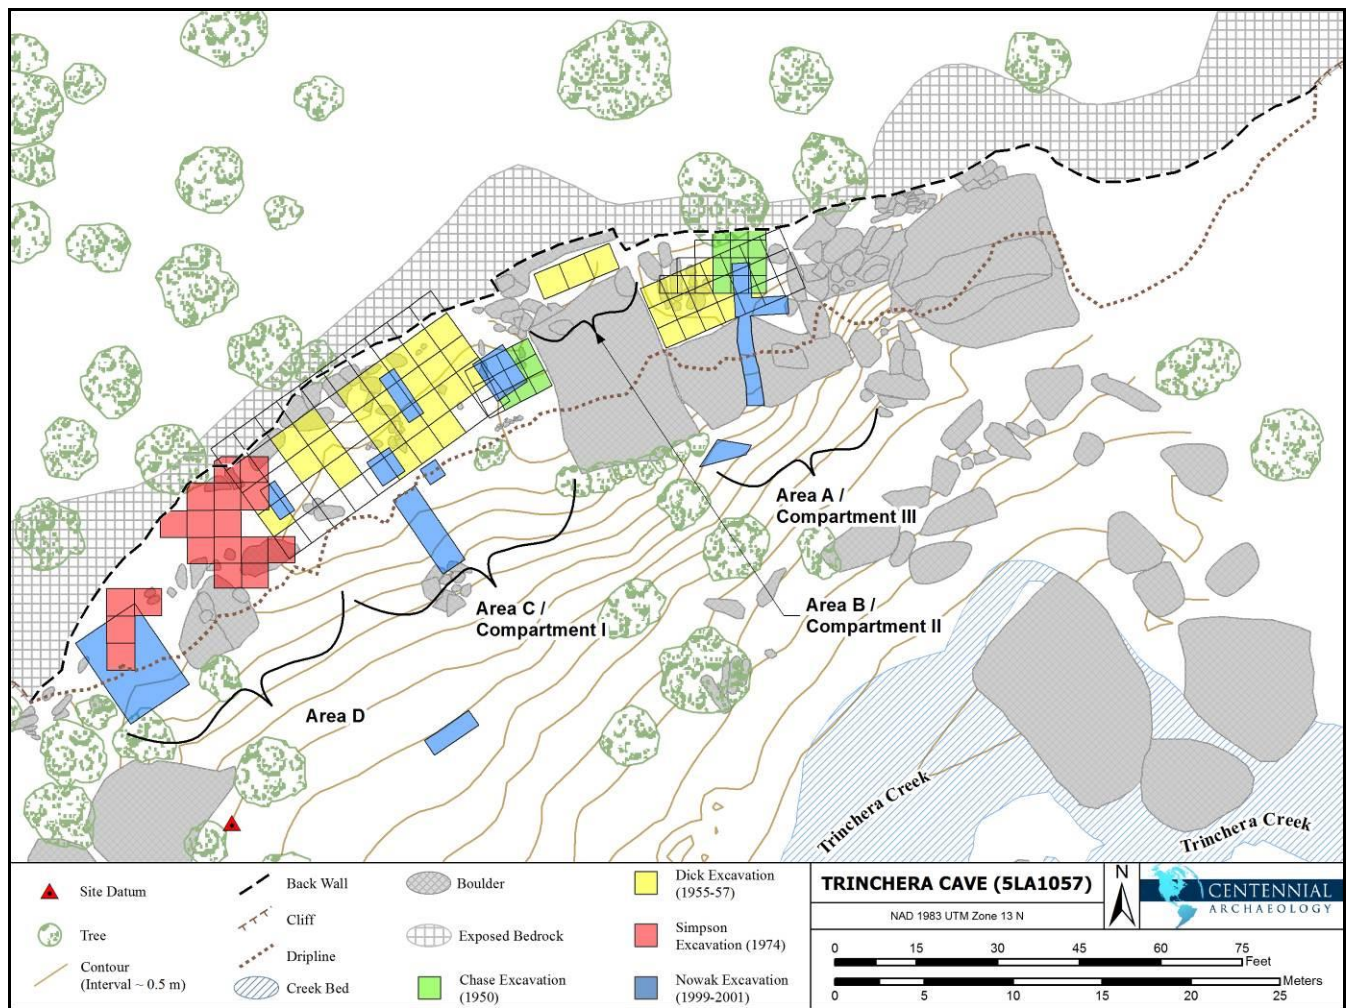 Area A /
Compartment III
Area C /
Compartment I
Area B /
Compartment II
Area D
Trinchera Creek
Trinchera Creek
Site Datum
Tree
Contour
(Interval ~ 0.5 m)
Back Wall
Cliff
Dripline
Creek Bed
Boulder
Exposed Bedrock
Chase Excavation
(1950)
Dick Excavation
(1955-57)
Simpson
Excavation (1974)
Nowak Excavation
(1999-2001)
TRINCHERA CAVE (5LA1057)
NAD 1983 UTM Zone 13 N
N
CENTENNIAL
ARCHAEOLOGY
0 15 30 45 60 75
Feet
Meters
0 5 10 15 20 25